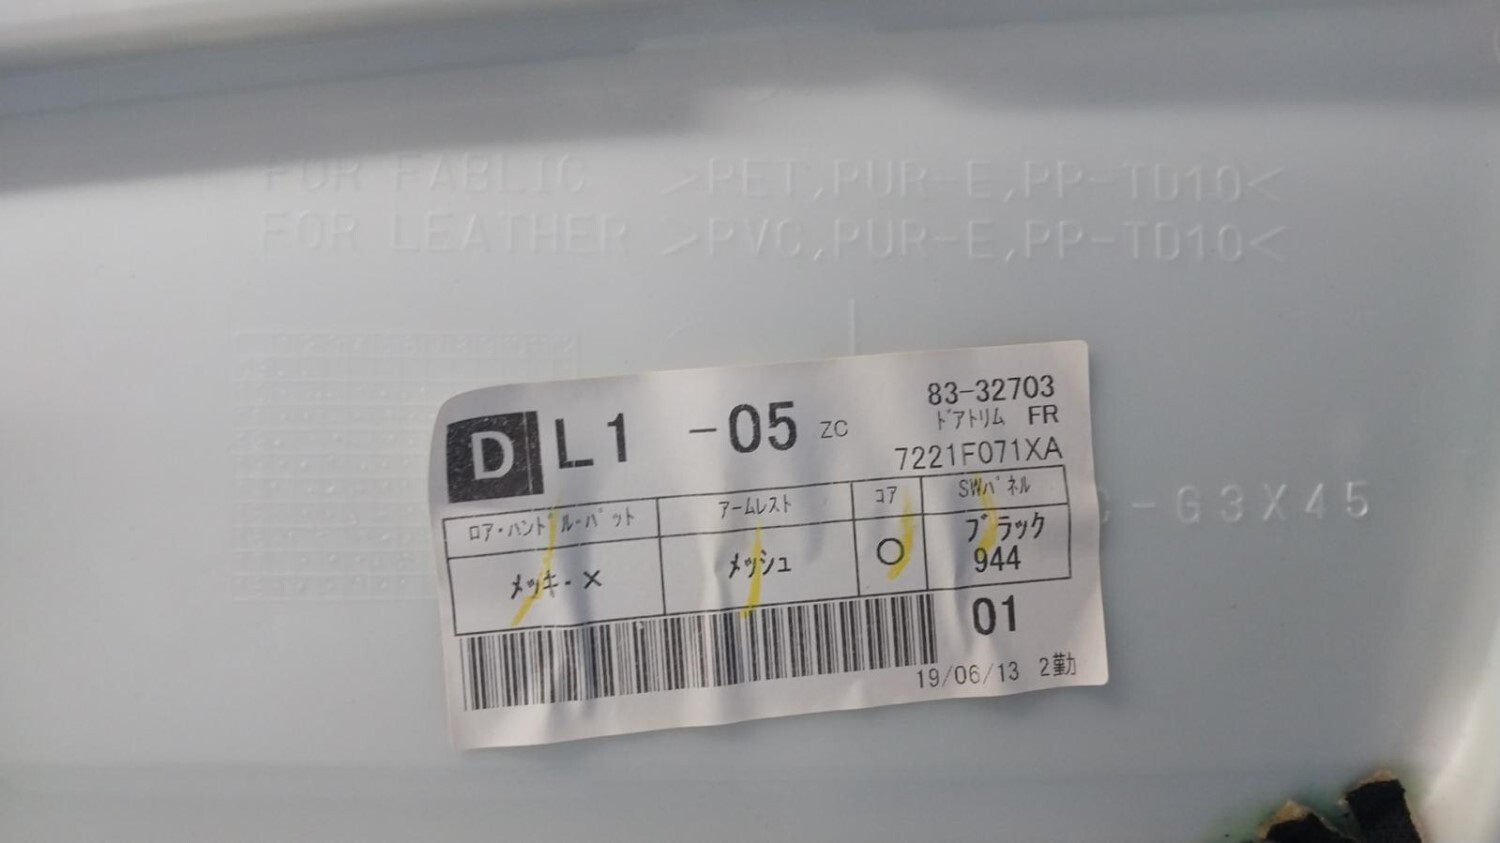 FOR FABLIC >PET,PUR-E,PP-TD10<
FOR LEATHER >PVC,PUR-E,PP-TD10<
D L1 -05 ZC
83-32703
ドアトリム FR
7221F071XA
ロア・ハンドル・パット アームレスト コア SWパネル
メッキ-× メッシュ ○ ブラック
944
01
19/06/13 2勤
-G3X45